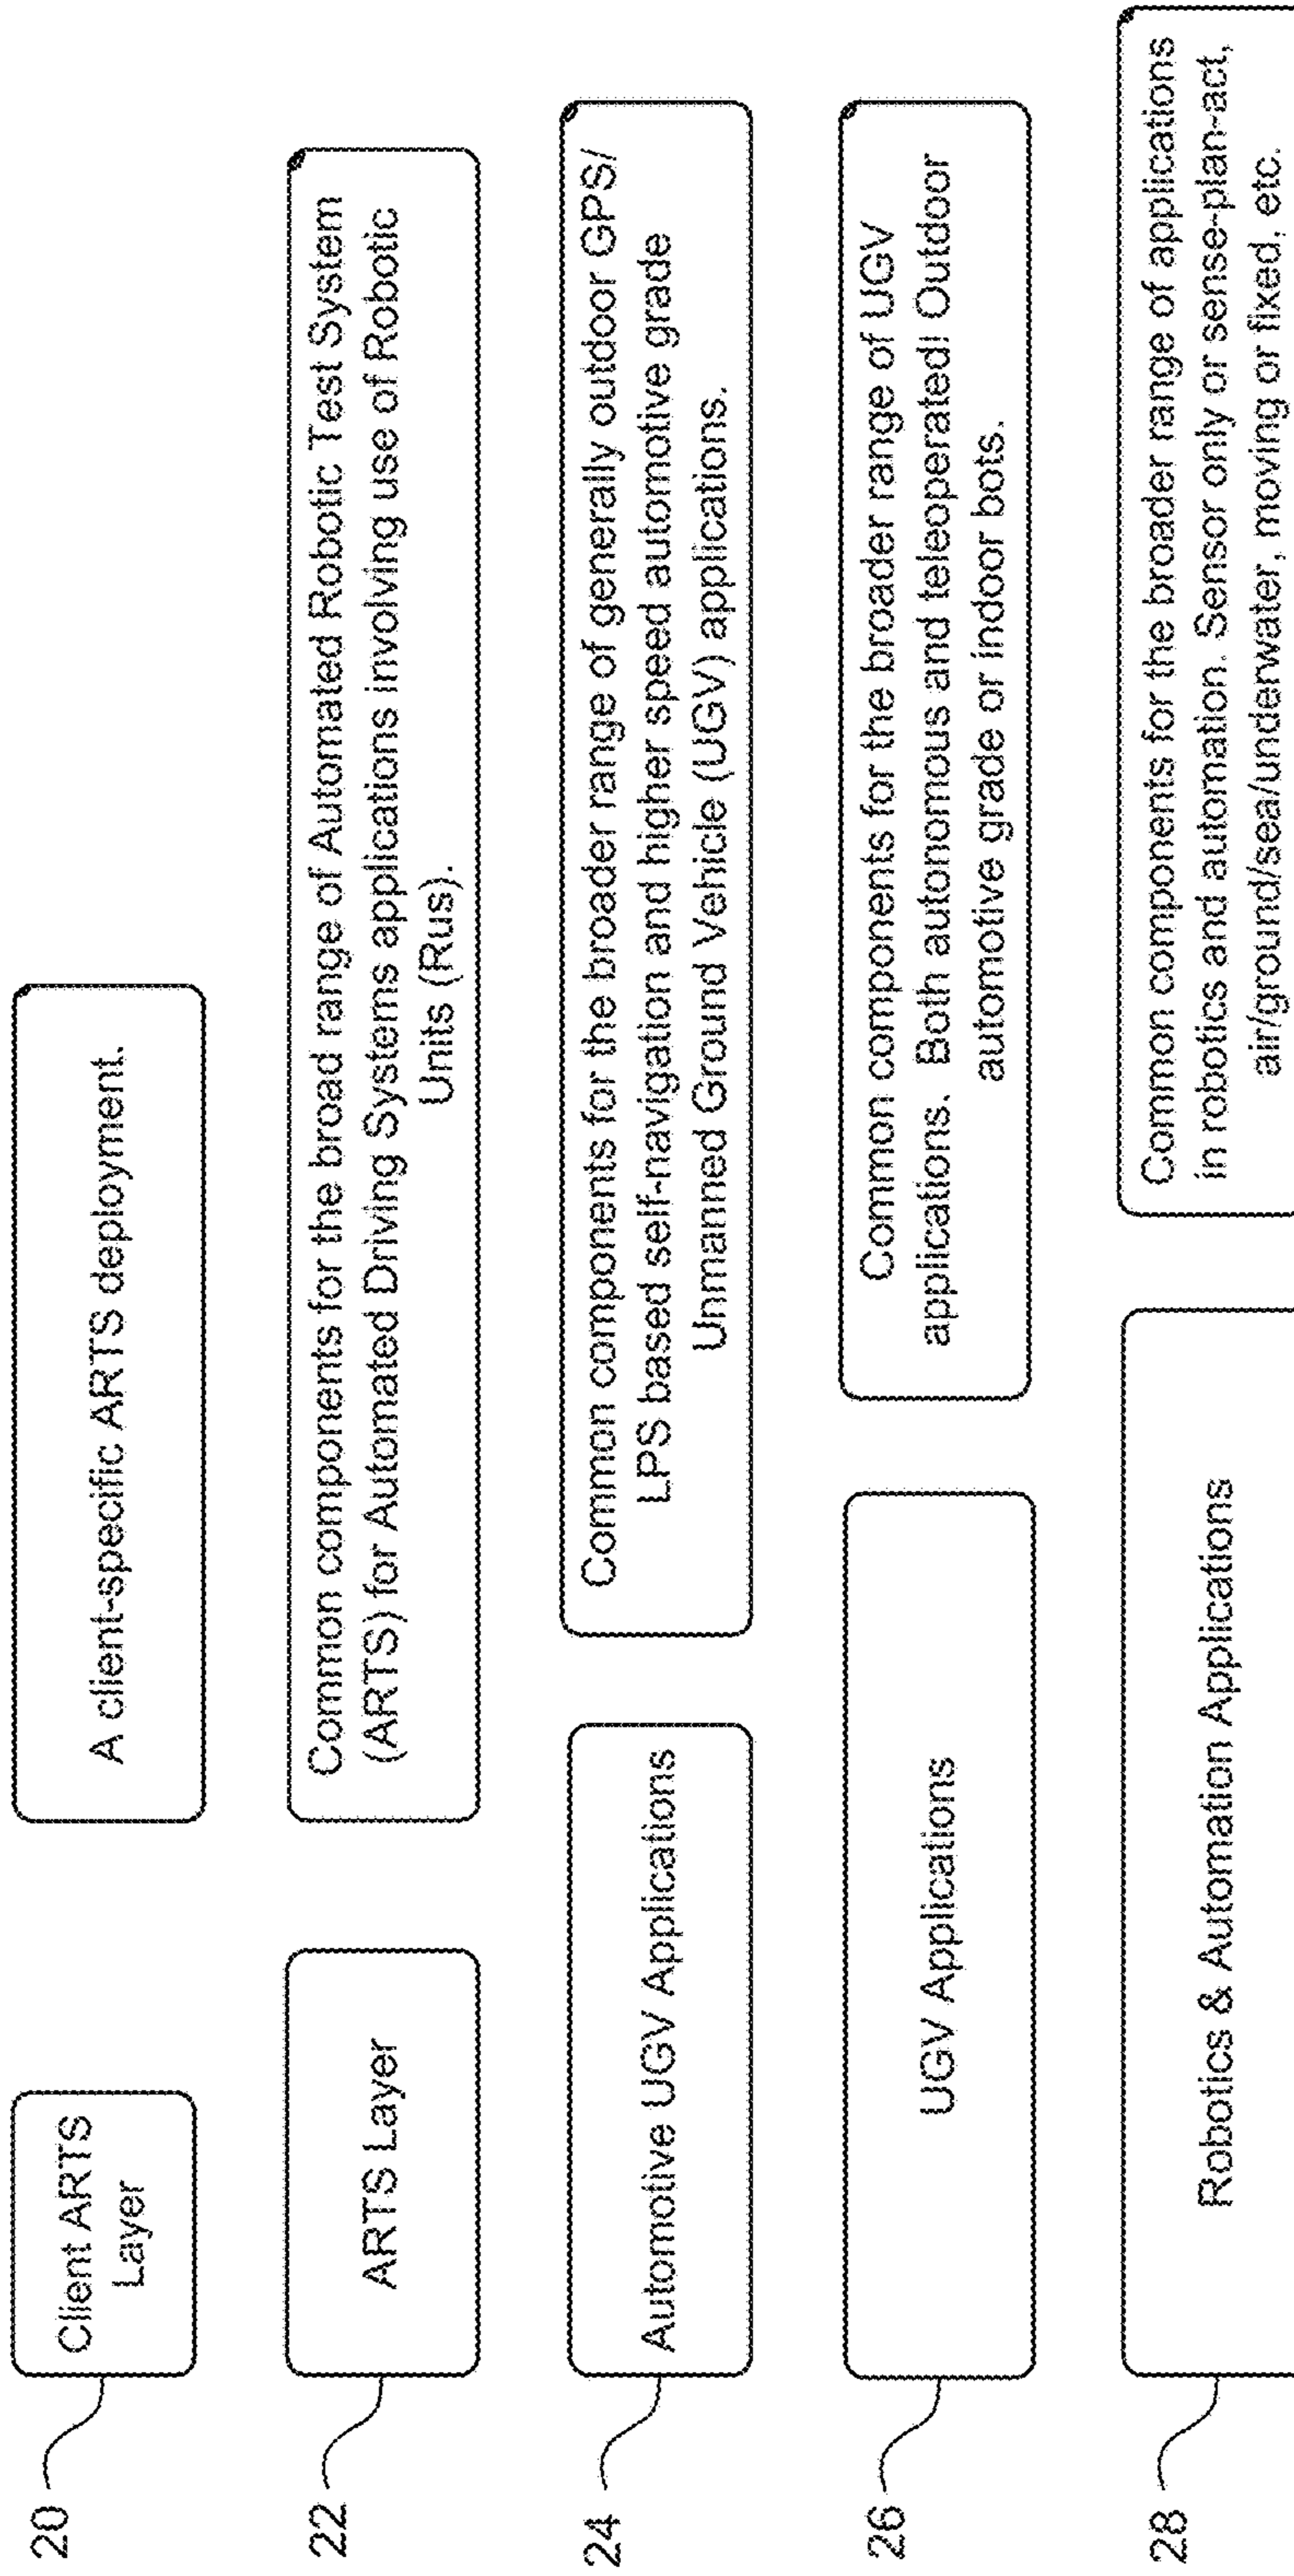 20
Client ARTS
Layer
A client-specific ARTS deployment.
22
ARTS Layer
Common components for the broad range of Automated Robotic Test System
(ARTS) for Automated Driving Systems applications involving use of Robotic
Units (Rus).
24
Automotive UGV Applications
Common components for the broader range of generally outdoor GPS/
LPS based self-navigation and higher speed automotive grade
Unmanned Ground Vehicle (UGV) applications.
26
UGV Applications
Common components for the broader range of UGV
applications. Both autonomous and teleoperated! Outdoor
automotive grade or indoor bots.
28
Robotics & Automation Applications
Common components for the broader range of applications
in robotics and automation. Sensor only or sense-plan-act,
air/ground/sea/underwater, moving or fixed, etc.